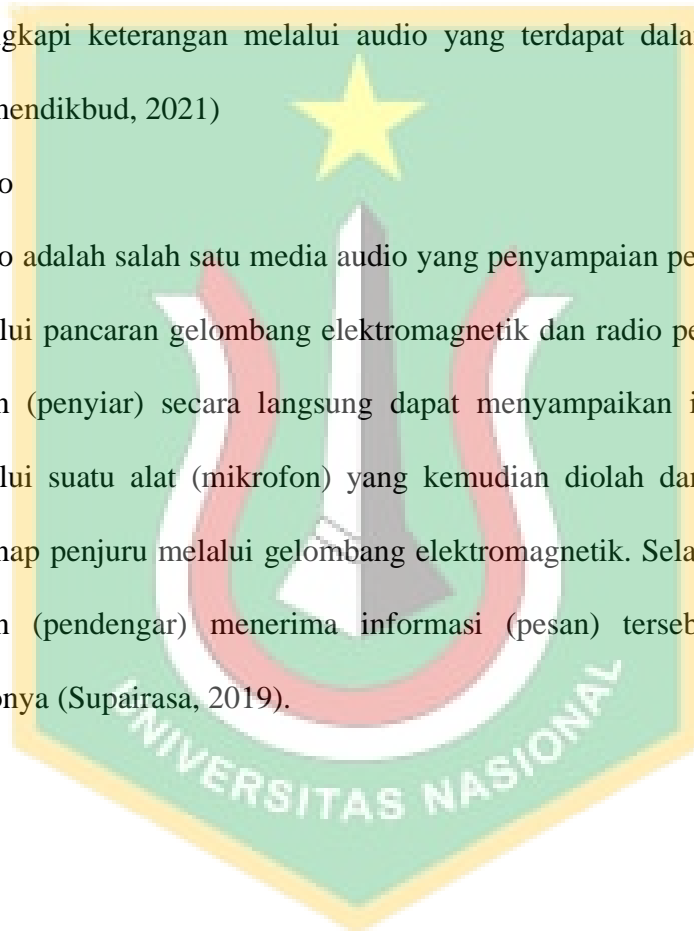 ngkapi keterangan melalui audio yang terdapat dala
nendikbud, 2021)
o
o adalah salah satu media audio yang penyampaian pe
lui pancaran gelombang elektromagnetik dan radio pe
n (penyiar) secara langsung dapat menyampaikan i
lui suatu alat (mikrofon) yang kemudian diolah dar
nap penjuru melalui gelombang elektromagnetik. Sela
n (pendengar) menerima informasi (pesan) terseb
onya (Supairasa, 2019).
UNIVERSITAS NASIONAL